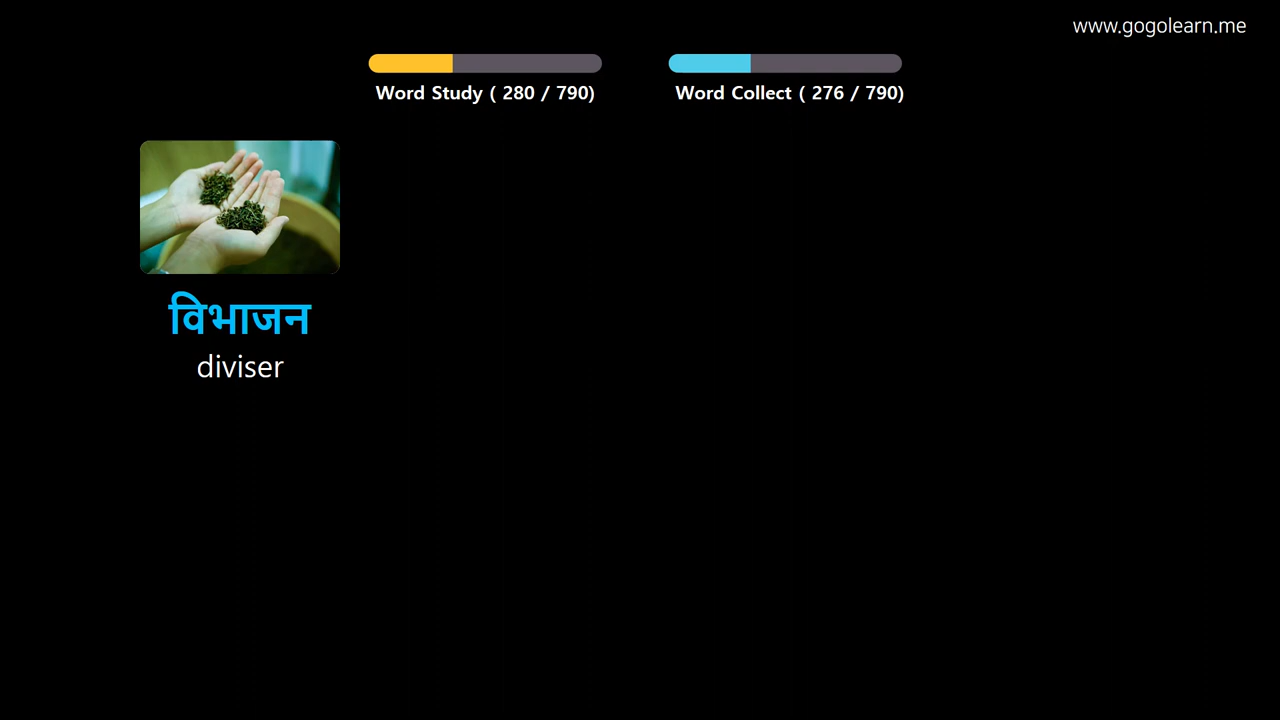 www.gogolearn.me
Word Study ( 280 / 790)
Word Collect ( 276 / 790)
विभाजन
diviser